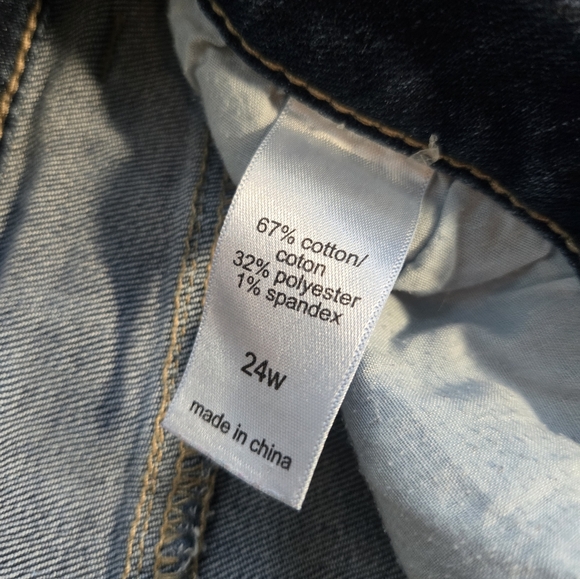 67% cotton/
coton
32% polyester
1% spandex
24w
made in china